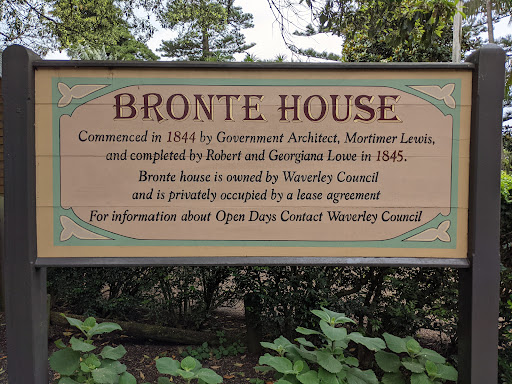 BRONTE HOUSE
Commenced in 1844 by Government Architect, Mortimer Lewis,
and completed by Robert and Georgiana Lowe in 1845.
Bronte house is owned by Waverley Council
and is privately occupied by a lease agreement
For information about Open Days Contact Waverley Council